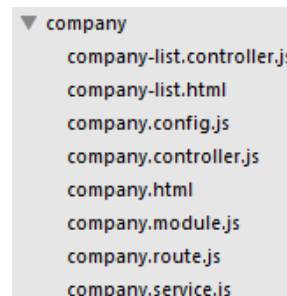 company
company-list.controller.js
company-list.html
company.config.js
company.controller.js
company.html
company.module.js
company.route.js
company.service.js